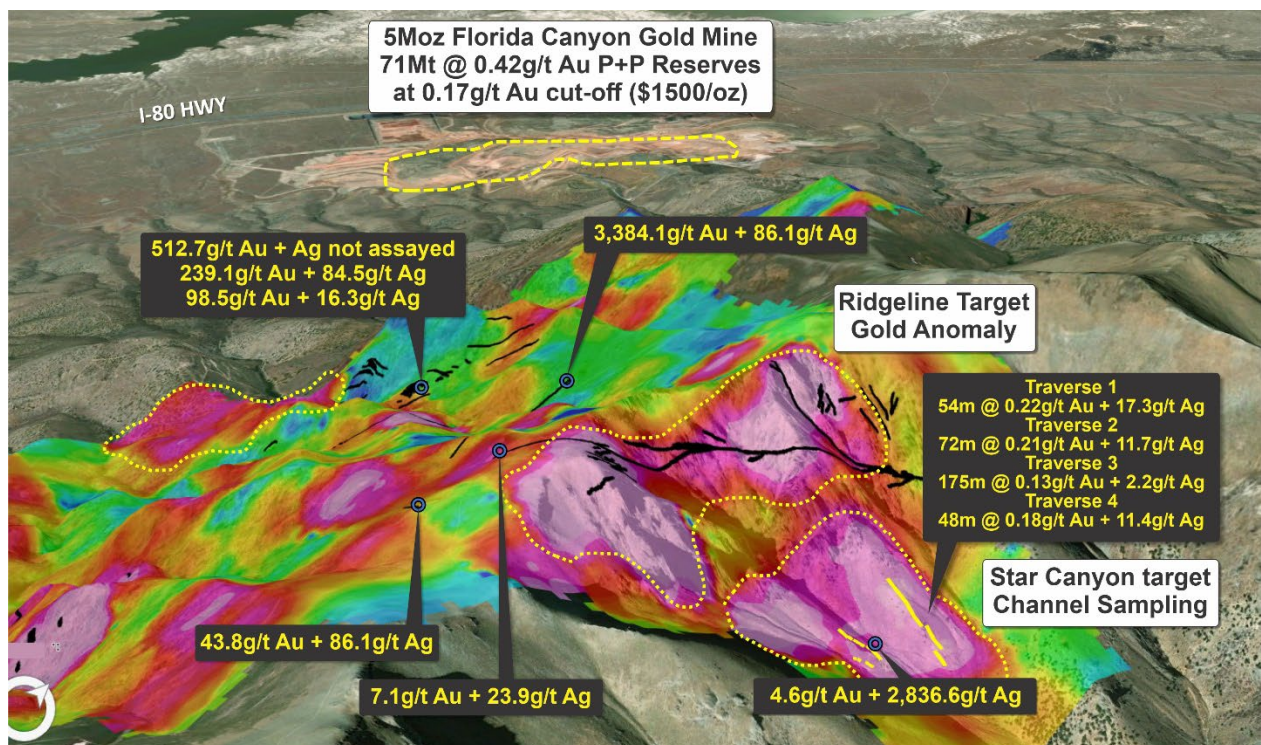 5Moz Florida Canyon Gold Mine
71Mt @ 0.42g/t Au P+P Reserves
at 0.17g/t Au cut-off ($1500/oz)
I-80 HWY
512.7g/t Au + Ag not assayed
239.1g/t Au + 84.5g/t Ag
98.5g/t Au + 16.3g/t Ag
3,384.1g/t Au + 86.1g/t Ag
Ridgeline Target
Gold Anomaly
Traverse 1
54m @ 0.22g/t Au + 17.3g/t Ag
Traverse 2
72m @ 0.21g/t Au + 11.7g/t Ag
Traverse 3
175m @ 0.13g/t Au + 2.2g/t Ag
Traverse 4
48m @ 0.18g/t Au + 11.4g/t Ag
Star Canyon target
Channel Sampling
43.8g/t Au + 86.1g/t Ag
7.1g/t Au + 23.9g/t Ag
4.6g/t Au + 2,836.6g/t Ag